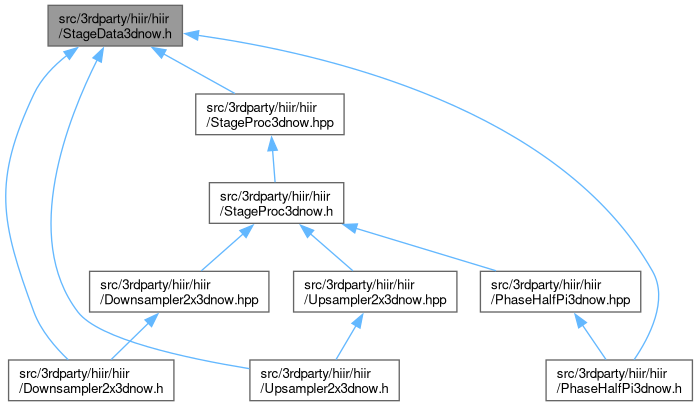 src/3rdparty/hiir/hiir
/StageData3dnow.h
src/3rdparty/hiir/hiir
/StageProc3dnow.hpp
src/3rdparty/hiir/hiir
/StageProc3dnow.h
src/3rdparty/hiir/hiir
/Downsampler2x3dnow.hpp
src/3rdparty/hiir/hiir
/Upsampler2x3dnow.hpp
src/3rdparty/hiir/hiir
/PhaseHalfPi3dnow.hpp
src/3rdparty/hiir/hiir
/Downsampler2x3dnow.h
src/3rdparty/hiir/hiir
/Upsampler2x3dnow.h
src/3rdparty/hiir/hiir
/PhaseHalfPi3dnow.h